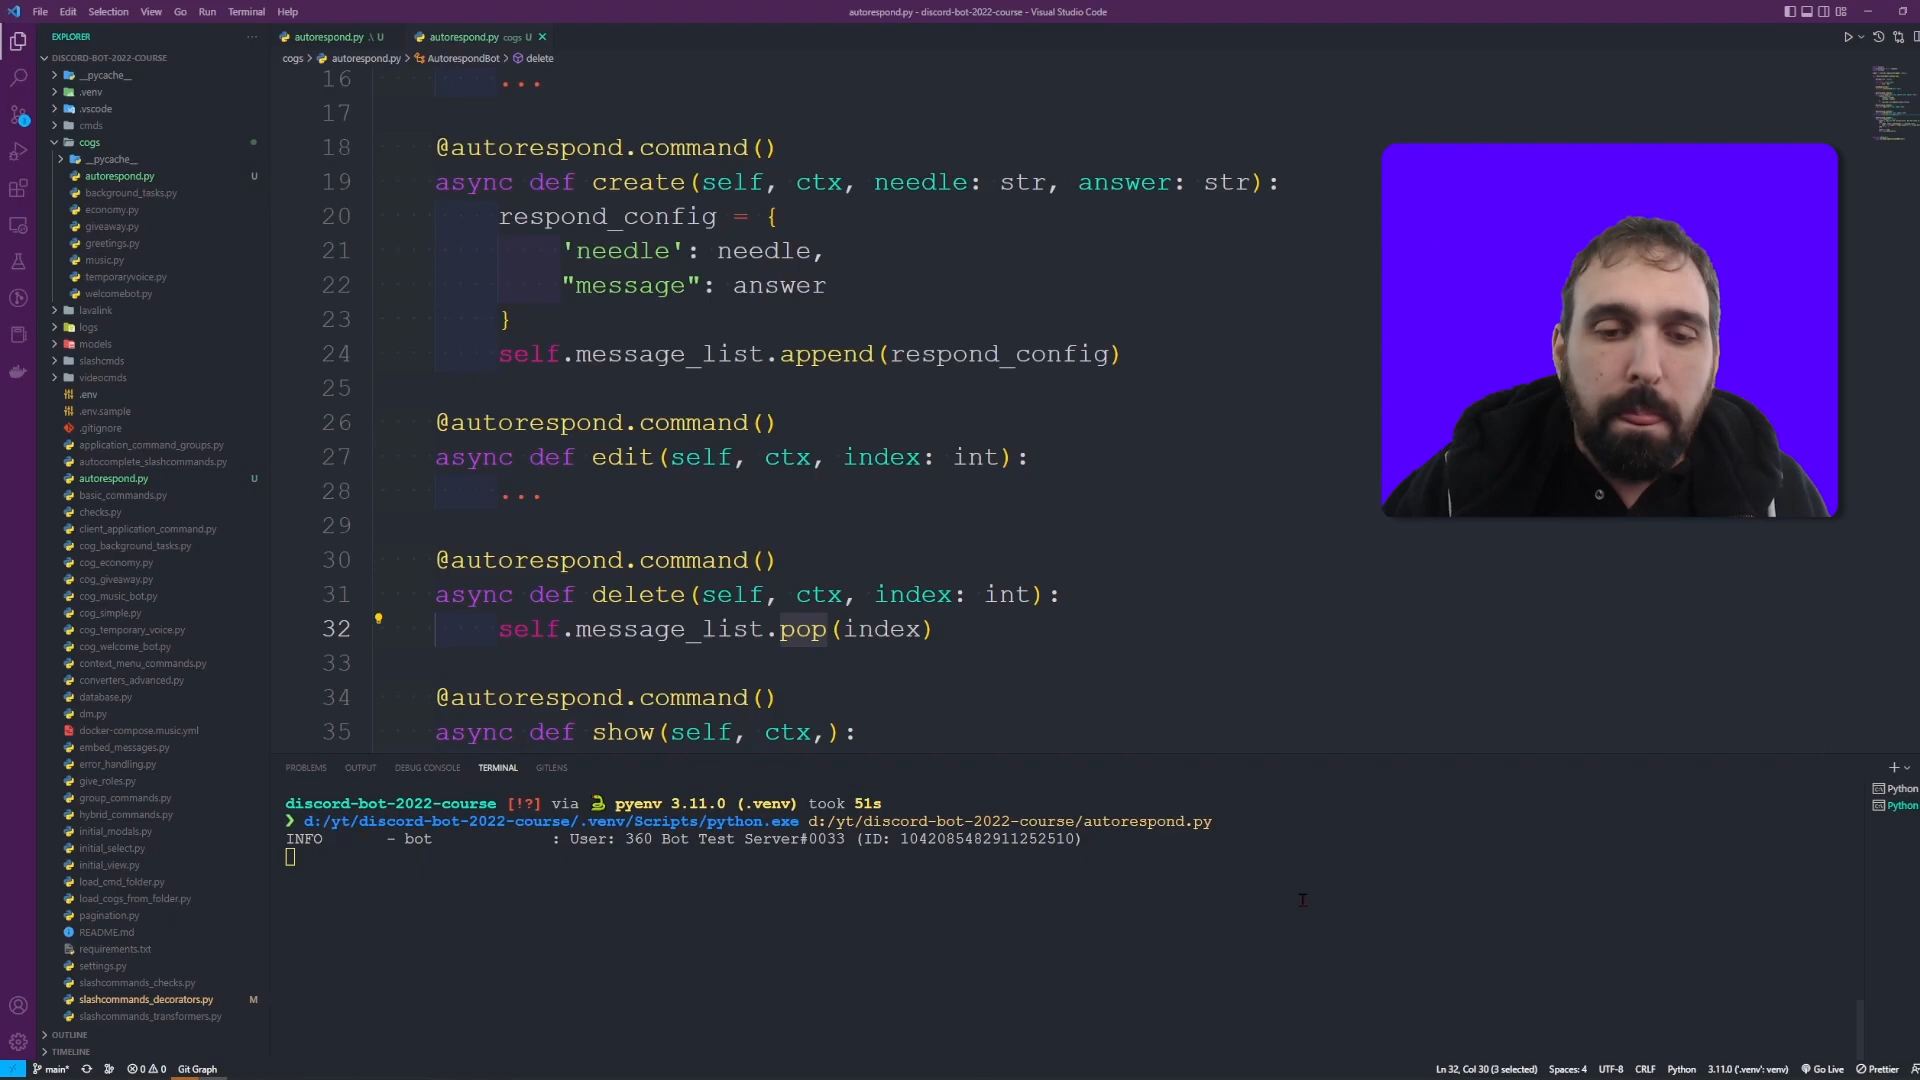 File Edit Selection View Go Run Terminal Help
autorespond.py - discord-bot-2022-course - Visual Studio Code
EXPLORER
DISCORD-BOT-2022-COURSE
__pycache__
.venv
.vscode
cmds
cogs
__pycache__
autorespond.py U
background_tasks.py
economy.py
giveaway.py
greetings.py
music.py
temporaryvoice.py
welcomebot.py
lavalink
logs
models
slashcmds
videocmds
.env
.env.sample
.gitignore
application_command_groups.py
autocomplete_slashcommands.py
autorespond.py U
basic_commands.py
checks.py
client_application_command.py
cog_background_tasks.py
cog_economy.py
cog_giveaway.py
cog_music_bot.py
cog_simple.py
cog_temporary_voice.py
cog_welcome_bot.py
context_menu_commands.py
converters_advanced.py
database.py
dm.py
docker-compose.music.yml
embed_messages.py
error_handling.py
give_roles.py
group_commands.py
hybrid_commands.py
initial_modals.py
initial_select.py
initial_view.py
load_cmd_folder.py
load_cogs_from_folder.py
pagination.py
README.md
requirements.txt
settings.py
slashcommands_checks.py
slashcommands_decorators.py M
slashcommands_transformers.py
OUTLINE
TIMELINE
autorespond.py .\ U
autorespond.py cogs U
cogs > autorespond.py > AutorespondBot > delete
16 ...
17
18 @autorespond.command()
19 async def create(self, ctx, needle: str, answer: str):
20 respond_config = {
21 'needle': needle,
22 "message": answer
23 }
24 self.message_list.append(respond_config)
25
26 @autorespond.command()
27 async def edit(self, ctx, index: int):
28 ...
29
30 @autorespond.command()
31 async def delete(self, ctx, index: int):
32 self.message_list.pop(index)
33
34 @autorespond.command()
35 async def show(self, ctx,):
PROBLEMS OUTPUT DEBUG CONSOLE TERMINAL GITLENS
Python
Python
discord-bot-2022-course [!?] via pyenv 3.11.0 (.venv) took 51s
❯ d:/yt/discord-bot-2022-course/.venv/Scripts/python.exe d:/yt/discord-bot-2022-course/autorespond.py
INFO - bot : User: 360 Bot Test Server#0033 (ID: 1042085482911252510)
main* 0 0 Git Graph
Ln 32, Col 30 (3 selected) Spaces: 4 UTF-8 CRLF Python 3.11.0 ('.venv': venv) Go Live Prettier